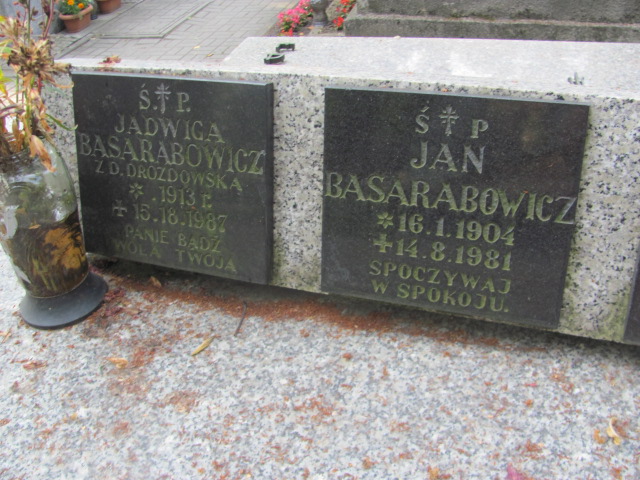 Ś † P.
JADWIGA
BASARABOWICZ
Z D. DROZDOWSKA
* 1913 r.
+ 15.18.1987
PANIE BĄDŹ
WOLA TWOJA
Ś † P
JAN
BASARABOWICZ
* 16.1.1904
+ 14.8.1981
SPOCZYWAJ
W SPOKOJU.